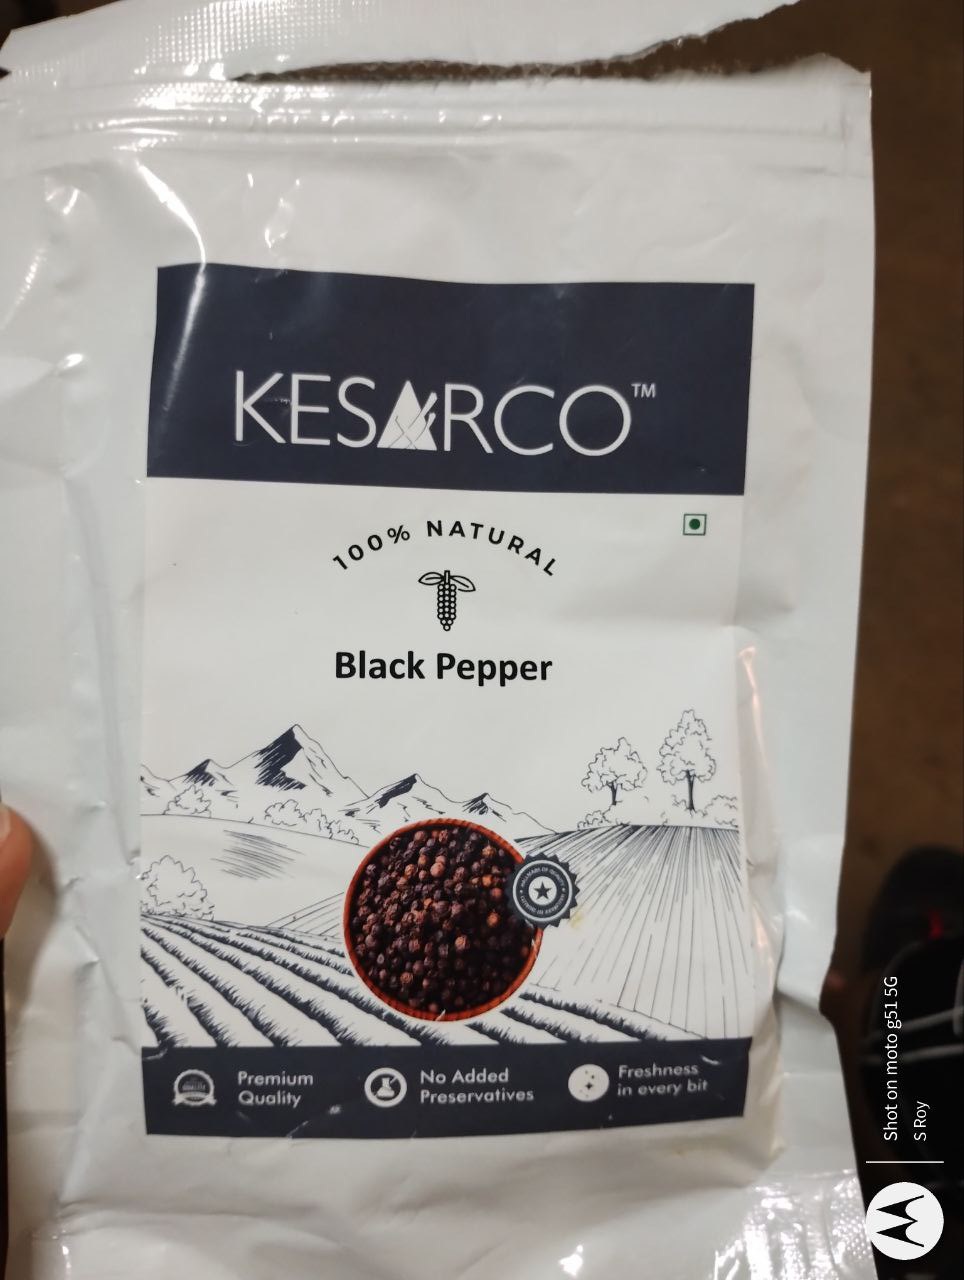 KESARCO™
100% NATURAL
Black Pepper
Premium
Quality
No Added
Preservatives
Freshness
in every bit
Shot on moto g51 5G
S Roy